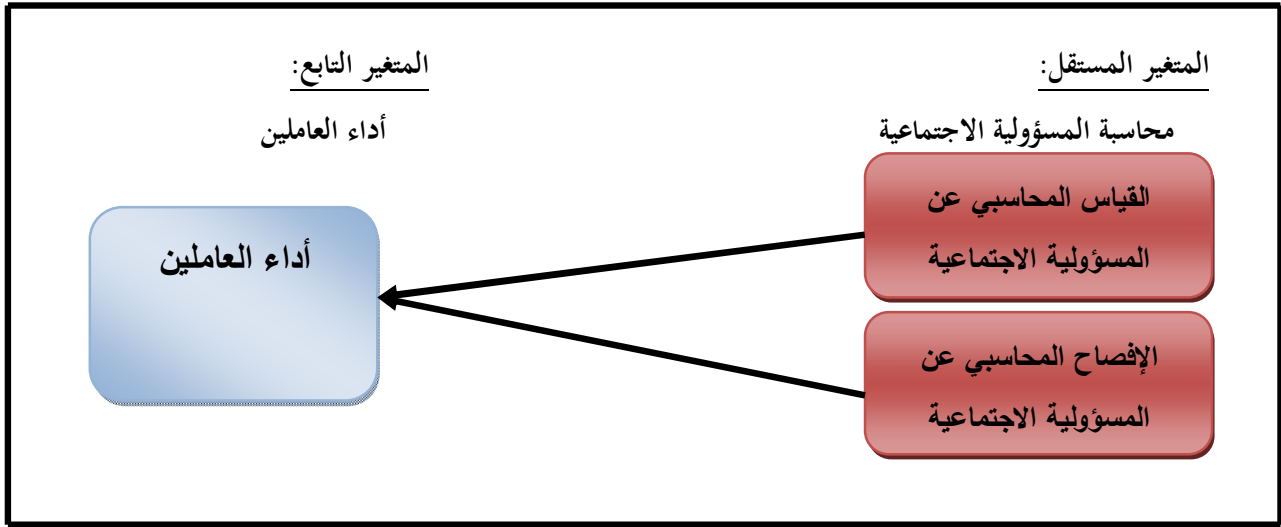 المتغير المستقل:
محاسبة المسؤولية الاجتماعية
القياس المحاسبي عن
المسؤولية الاجتماعية
الإفصاح المحاسبي عن
المسؤولية الاجتماعية
المتغير التابع:
أداء العاملين
أداء العاملين